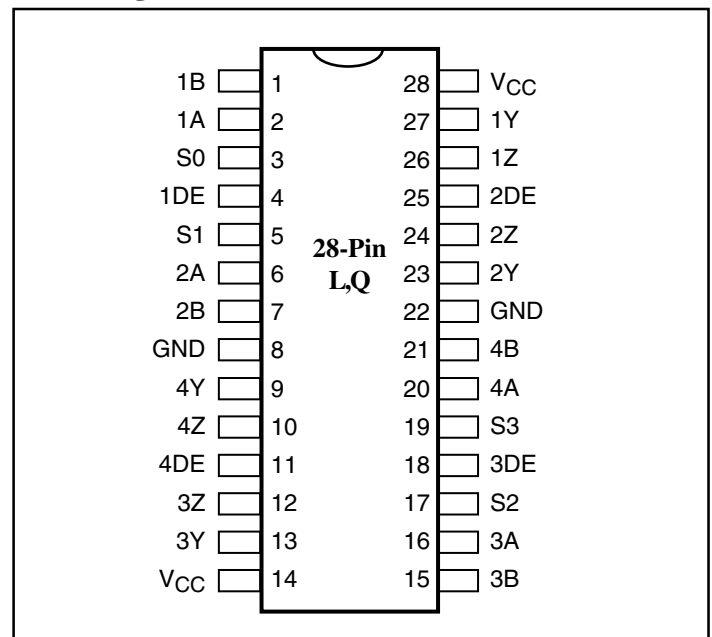 1B 1 28 VCC
1A 2 27 1Y
S0 3 26 1Z
1DE 4 25 2DE
S1 5 24 2Z
28-Pin
L,Q
2A 6 23 2Y
2B 7 22 GND
GND 8 21 4B
4Y 9 20 4A
4Z 10 19 S3
4DE 11 18 3DE
3Z 12 17 S2
3Y 13 16 3A
VCC 14 15 3B